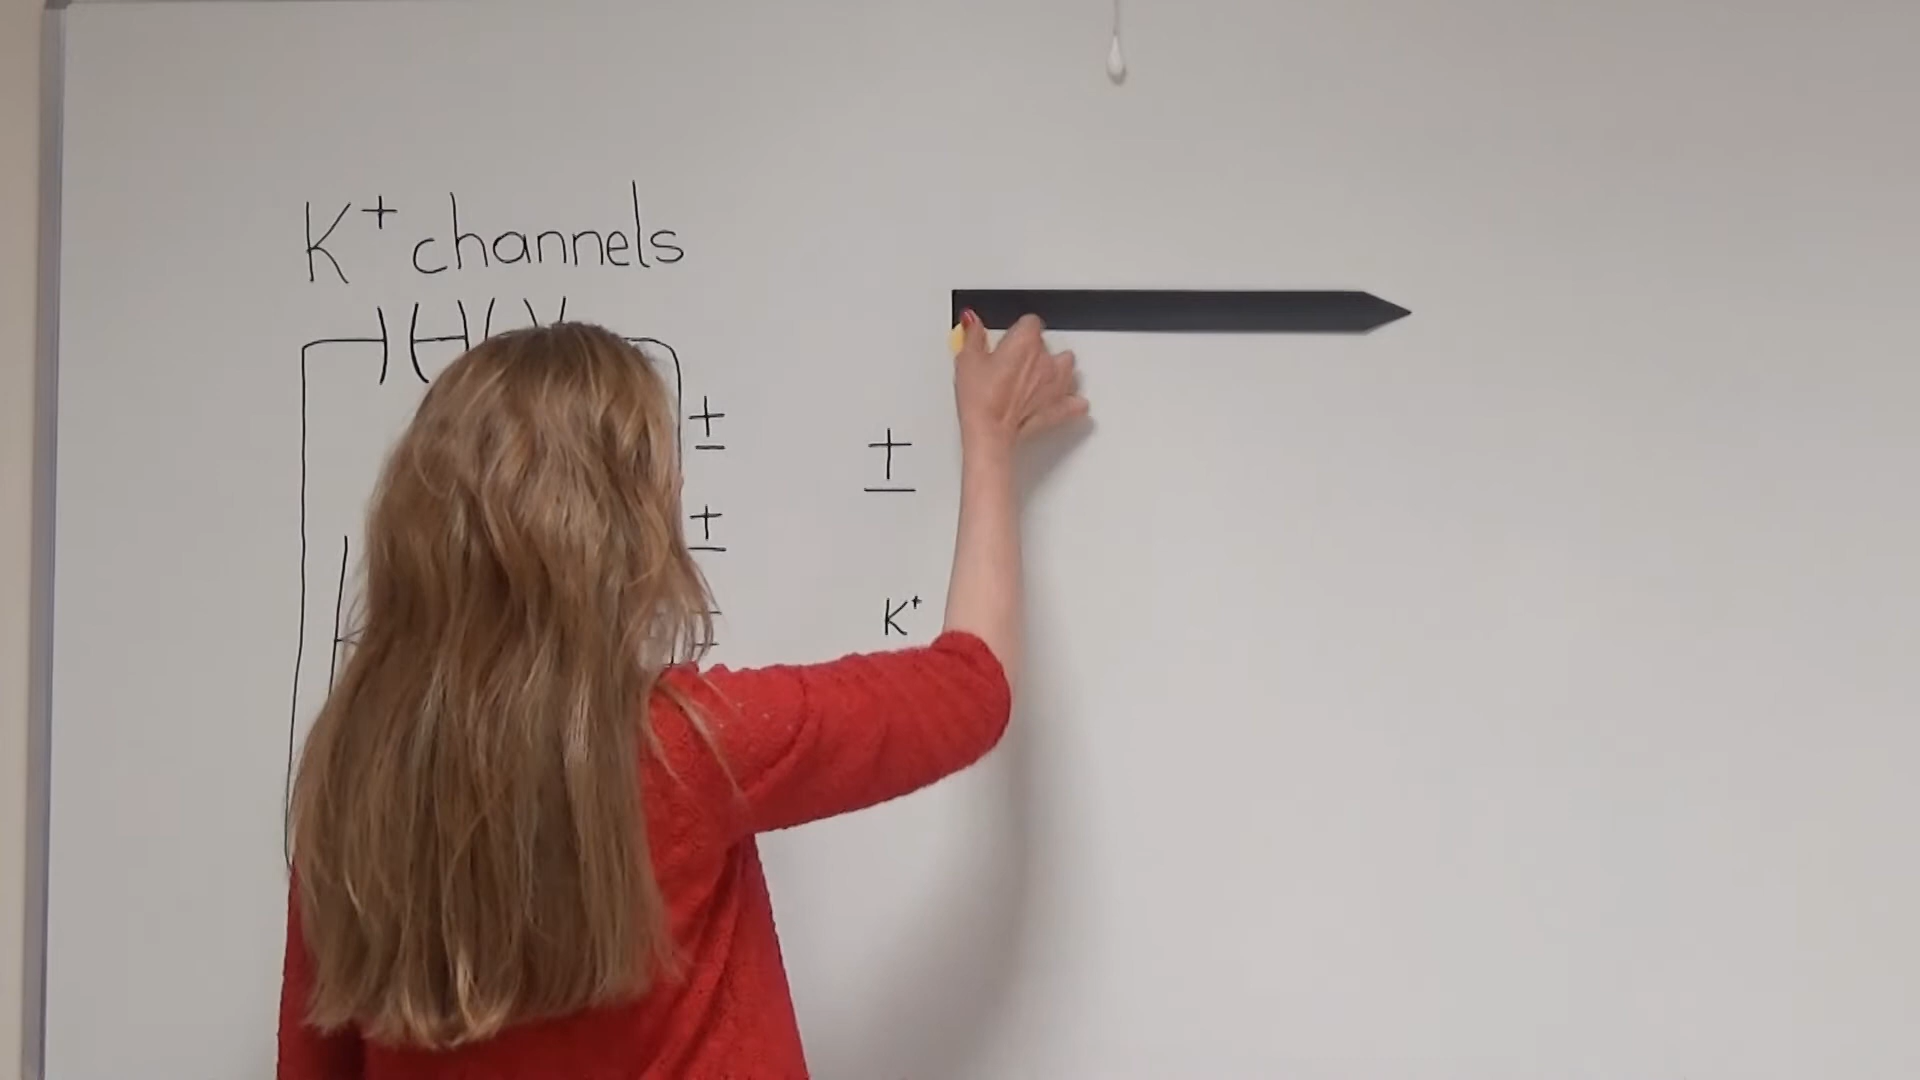 K⁺ channels
±
±
±
K⁺